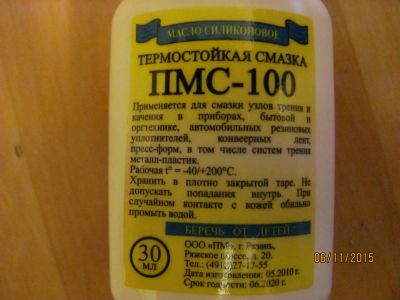 МАСЛО СИЛИКОНОВОЕ
ТЕРМОСТОЙКАЯ СМАЗКА
ПМС-100
Применяется для смазки узлов трения и
качения в приборах, бытовой и
оргтехнике, автомобильных резиновых
уплотнителей, конвеерных лент,
пресс-форм, в том числе систем трения
металл-пластик.
Рабочая t° = -40/+200°С.
Хранить в плотно закрытой таре. Не
допускать попадания внутрь. При
случайном контакте с кожей обильно
промыть водой.
БЕРЕЧЬ ОТ ДЕТЕЙ!
30
МЛ
ООО «ПМ», г. Рязань,
Ряжское шоссе, д. 20.
Тел.: (4912)27-17-55
Дата изготовления: 05.2010 г.
Срок годности: 06.2020 г.
06/11/2015